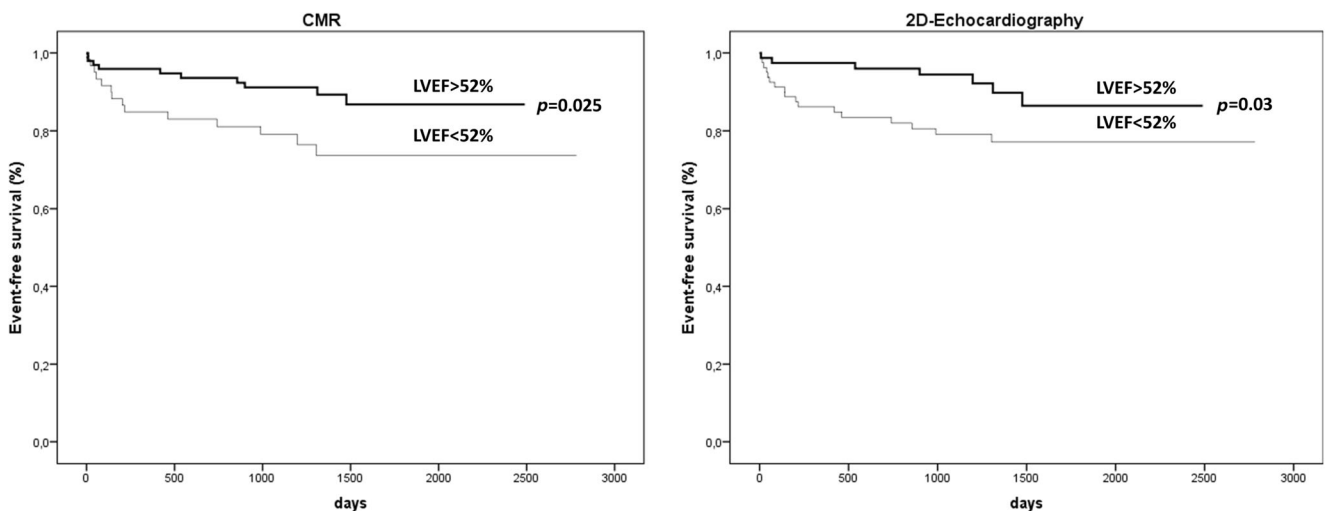 CMR
Event-free survival (%)
1,0
0,8
0,6
0,4
0,2
0,0
LVEF>52%
p=0.025
LVEF<52%
0 500 1000 1500 2000 2500 3000
days
2D-Echocardiography
Event-free survival (%)
1,0
0,8
0,6
0,4
0,2
0,0
LVEF>52%
p=0.03
LVEF<52%
0 500 1000 1500 2000 2500 3000
days